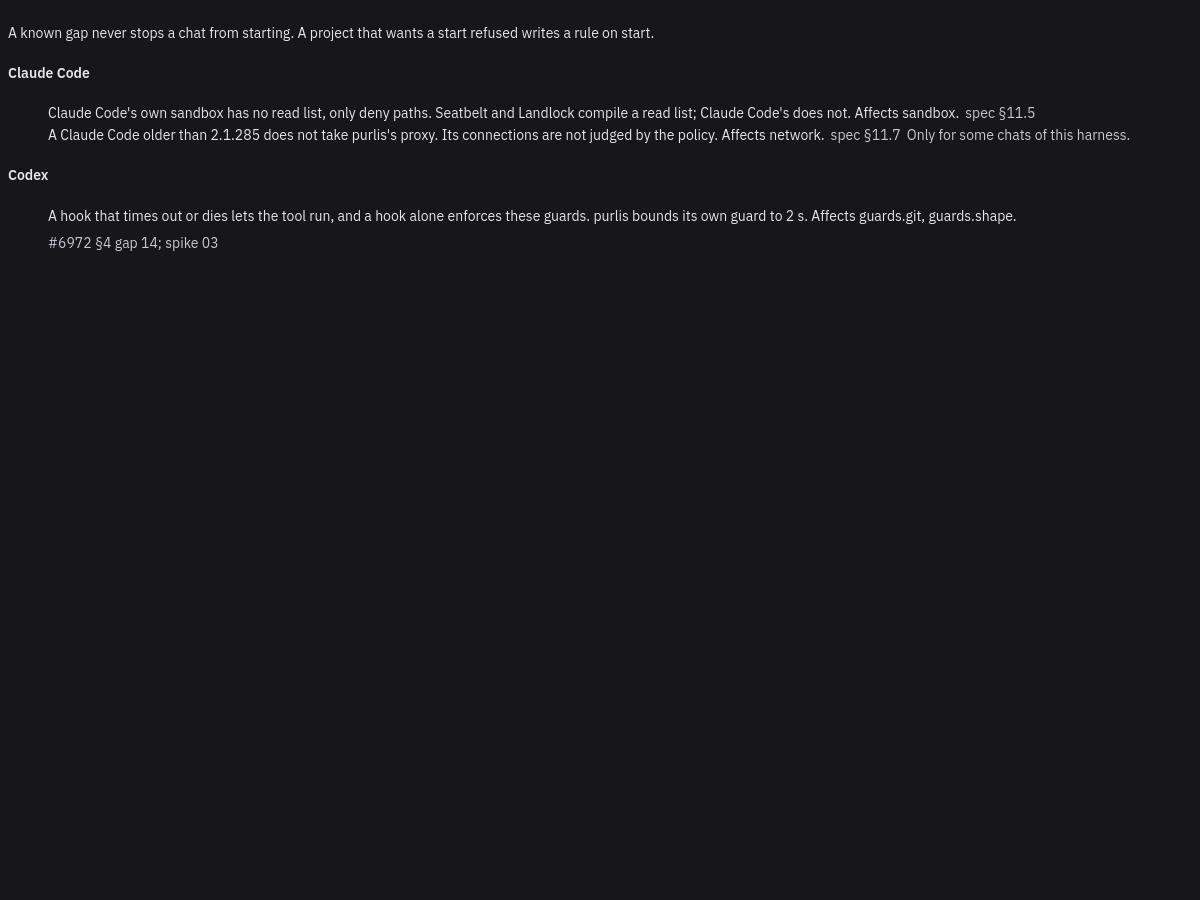 A known gap never stops a chat from starting. A project that wants a start refused writes a rule on start.
Claude Code
Claude Code's own sandbox has no read list, only deny paths. Seatbelt and Landlock compile a read list; Claude Code's does not. Affects sandbox. spec §11.5
A Claude Code older than 2.1.285 does not take purlis's proxy. Its connections are not judged by the policy. Affects network. spec §11.7 Only for some chats of this harness.
Codex
A hook that times out or dies lets the tool run, and a hook alone enforces these guards. purlis bounds its own guard to 2 s. Affects guards.git, guards.shape.
#6972 §4 gap 14; spike 03